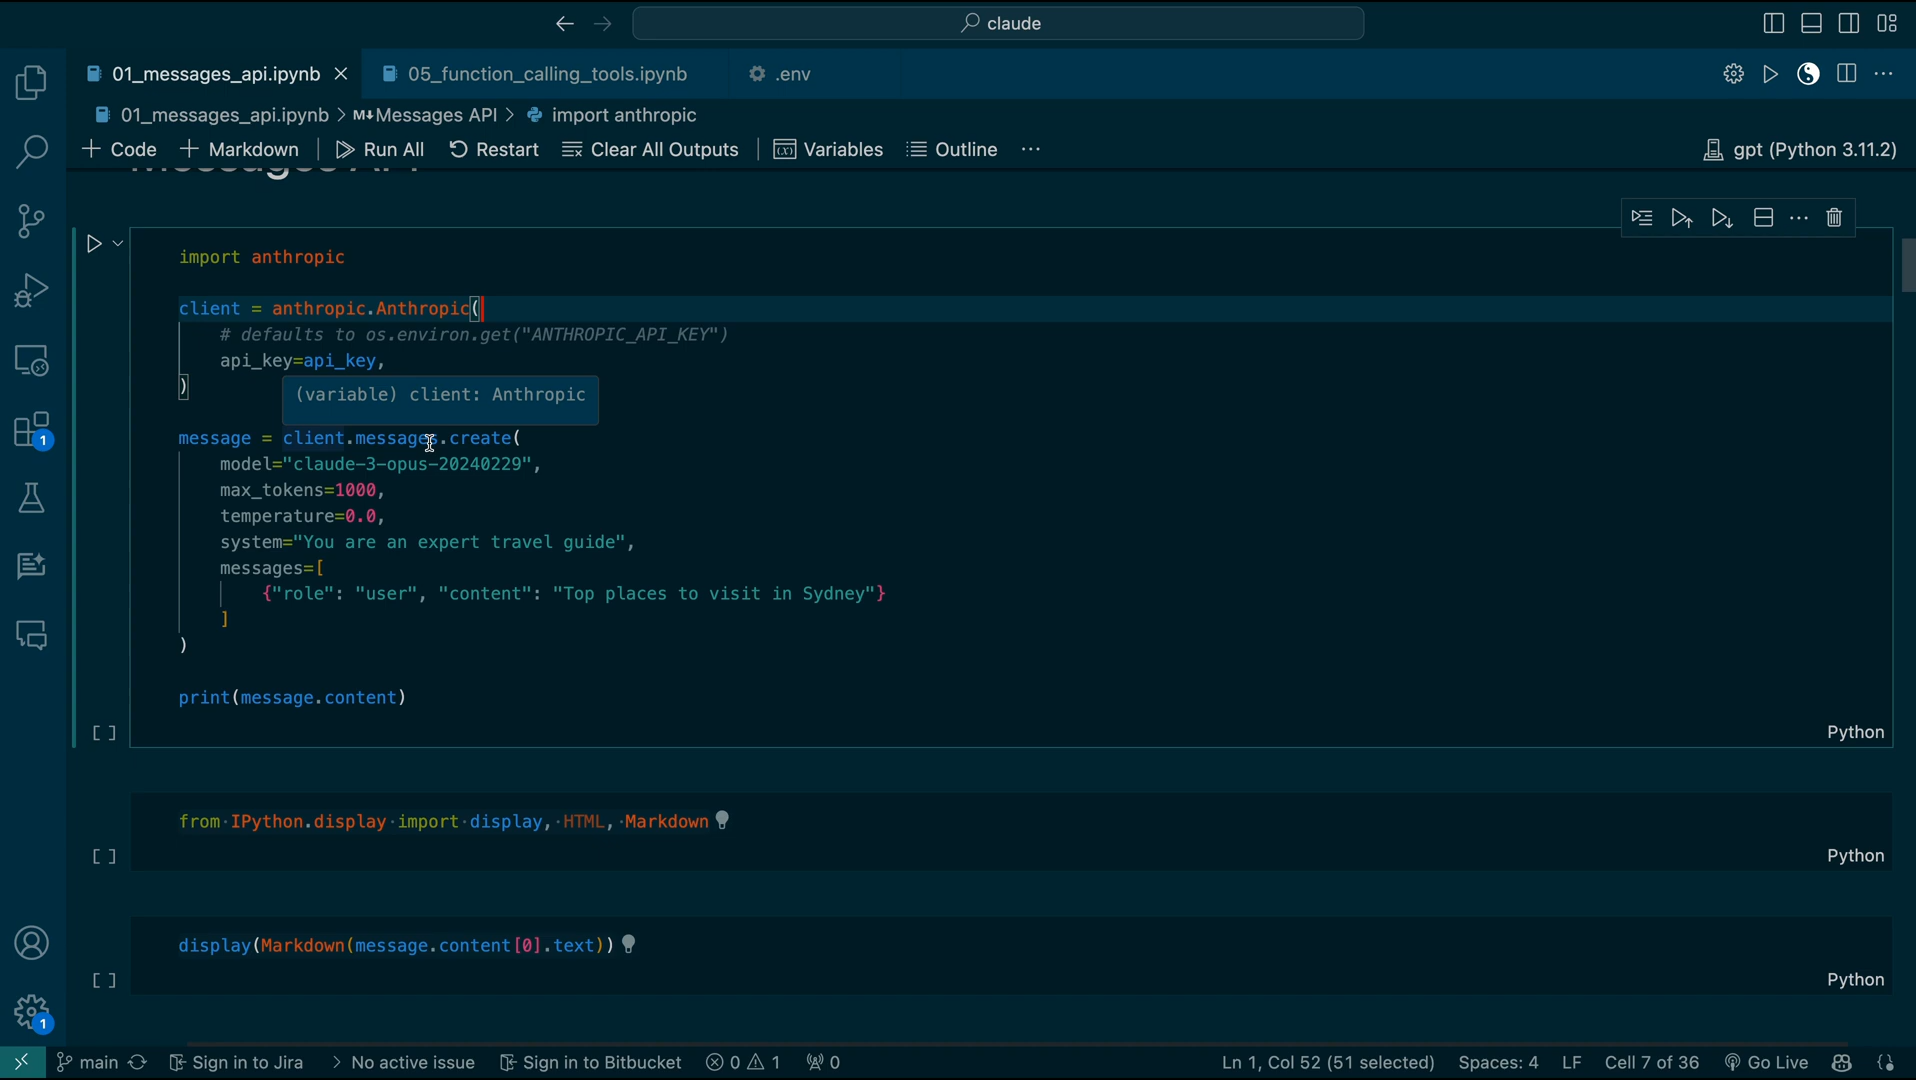 claude
01_messages_api.ipynb
05_function_calling_tools.ipynb
.env
01_messages_api.ipynb > M↓Messages API > import anthropic
+ Code + Markdown Run All Restart Clear All Outputs Variables Outline ...
gpt (Python 3.11.2)
Messages API
import anthropic
client = anthropic.Anthropic(
# defaults to os.environ.get("ANTHROPIC_API_KEY")
api_key=api_key,
)
(variable) client: Anthropic
message = client.messages.create(
model="claude-3-opus-20240229",
max_tokens=1000,
temperature=0.0,
system="You are an expert travel guide",
messages=[
{"role": "user", "content": "Top places to visit in Sydney"}
]
)
print(message.content)
[ ]
Python
from IPython.display import display, HTML, Markdown
[ ]
Python
display(Markdown(message.content[0].text))
[ ]
Python
1
1
main Sign in to Jira > No active issue Sign in to Bitbucket 0 1 0 Ln 1, Col 52 (51 selected) Spaces: 4 LF Cell 7 of 36 Go Live